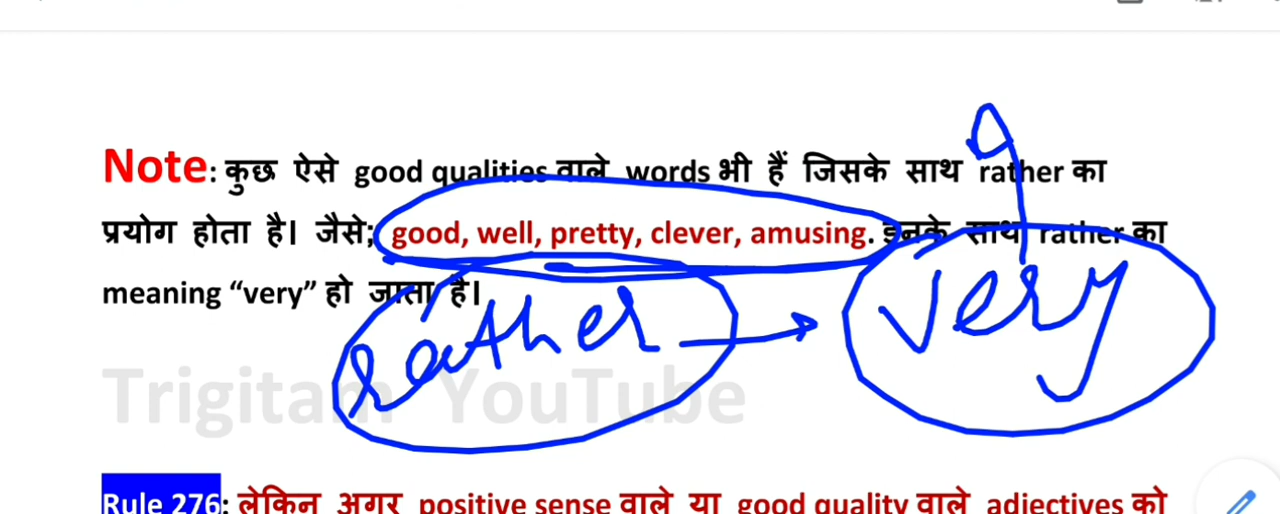 Note: कुछ ऐसे good qualities वाले words भी हैं जिसके साथ rather का
प्रयोग होता है। जैसे; good, well, pretty, clever, amusing. इनके साथ rather का
meaning “very” हो जाता है।
rather → very
Trigitam YouTube
Rule 276: लेकिन अगर positive sense वाले या good quality वाले adjectives को